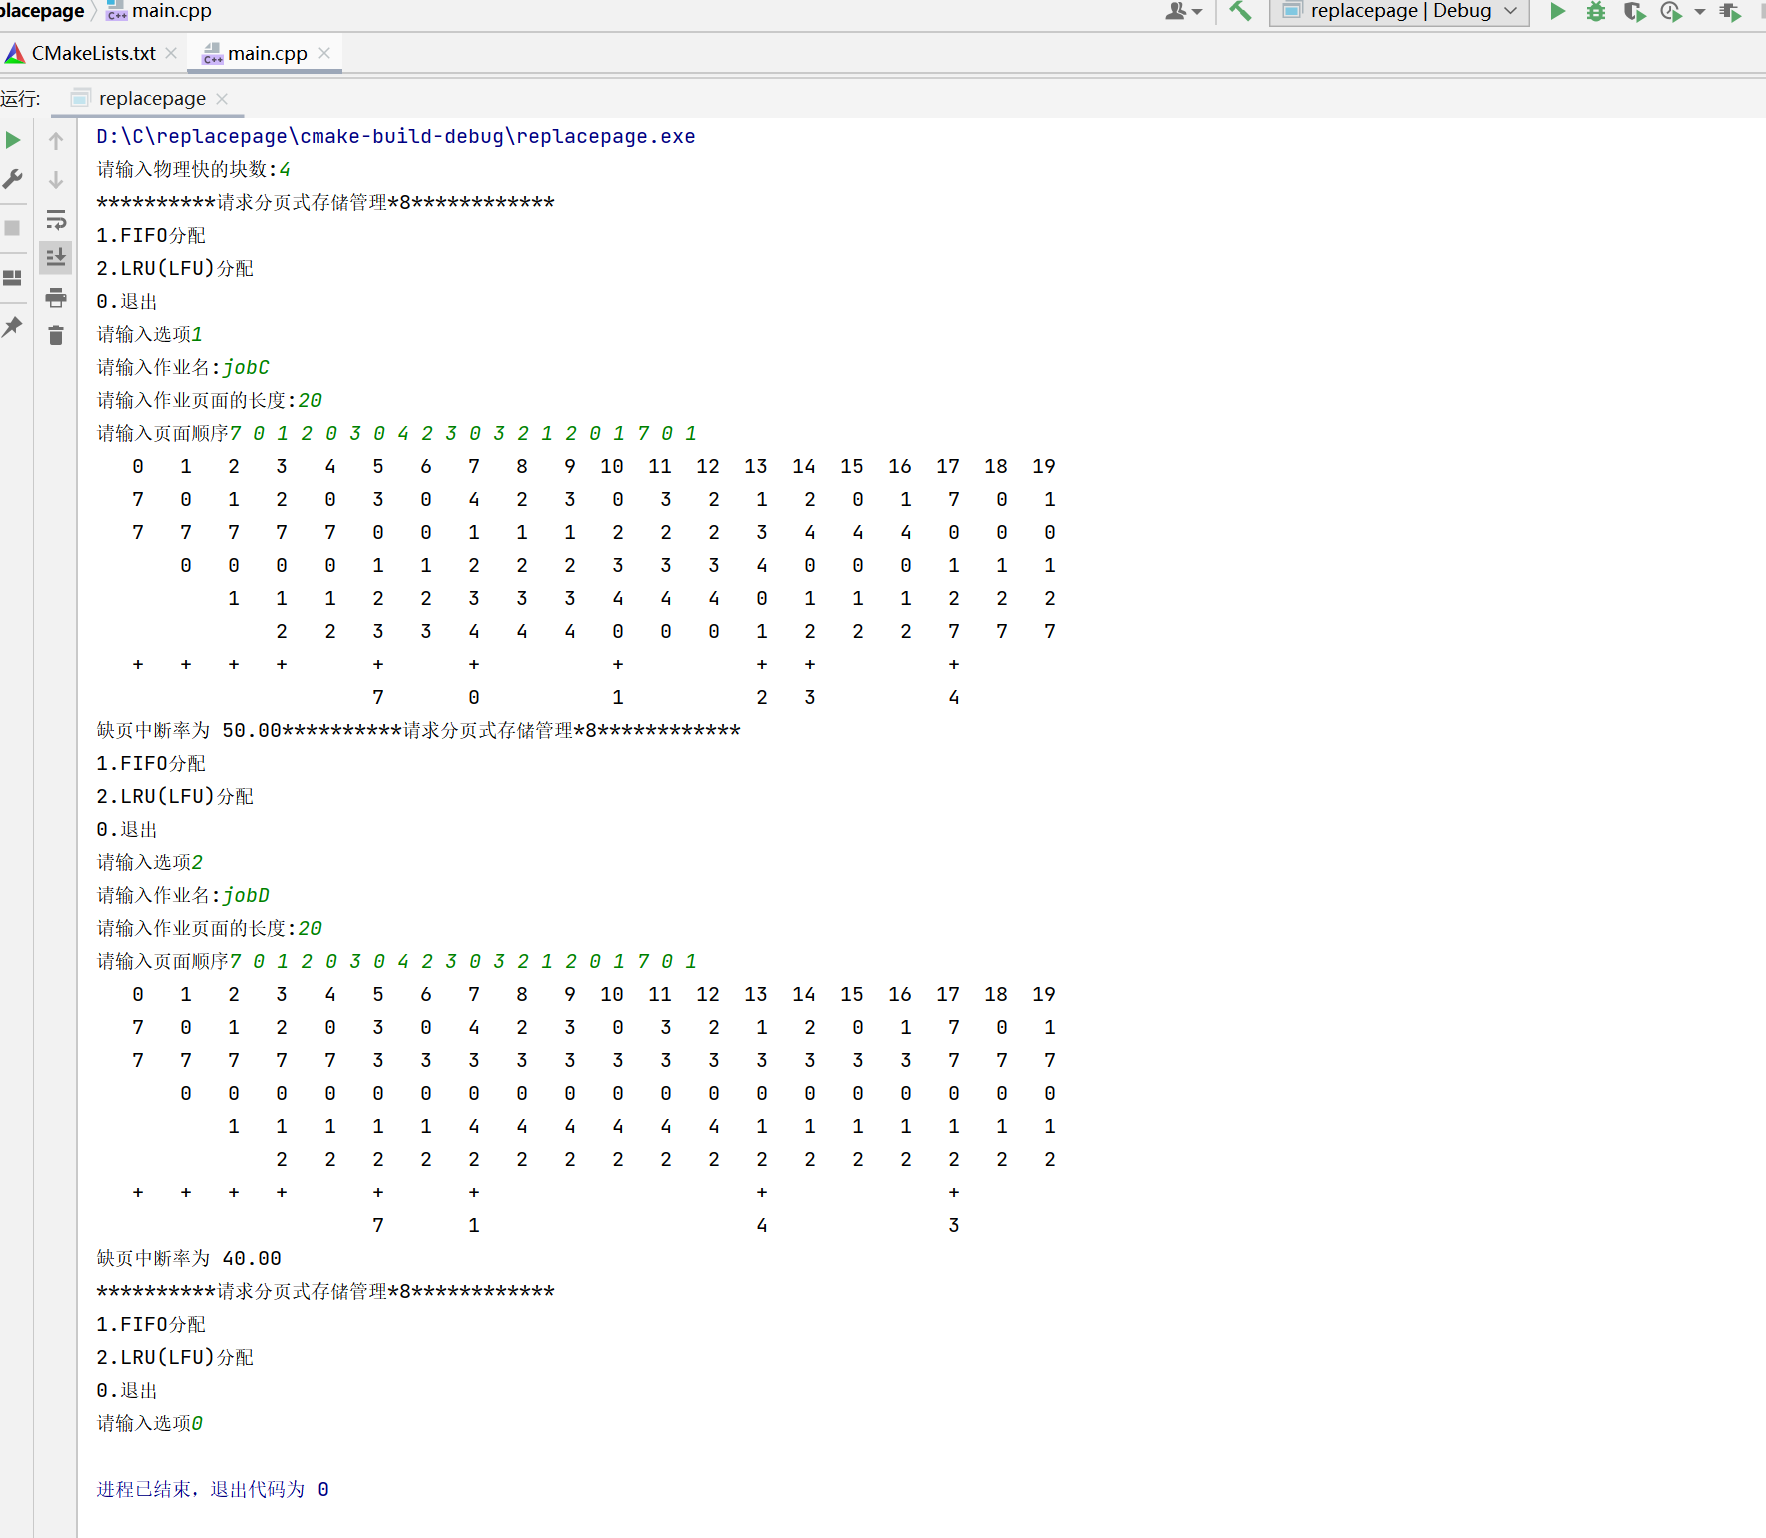 placepage main.cpp replacepage | Debug
CMakeLists.txt main.cpp
运行: replacepage
D:\C\replacepage\cmake-build-debug\replacepage.exe
请输入物理快的块数:4
**********请求分页式存储管理*8************
1.FIFO分配
2.LRU(LFU)分配
0.退出
请输入选项1
请输入作业名:jobC
请输入作业页面的长度:20
请输入页面顺序7 0 1 2 0 3 0 4 2 3 0 3 2 1 2 0 1 7 0 1
0 1 2 3 4 5 6 7 8 9 10 11 12 13 14 15 16 17 18 19
7 0 1 2 0 3 0 4 2 3 0 3 2 1 2 0 1 7 0 1
7 7 7 7 7 0 0 1 1 1 2 2 2 3 4 4 4 0 0 0
0 0 0 0 1 1 2 2 2 3 3 3 4 0 0 0 1 1 1
1 1 1 2 2 3 3 3 4 4 4 0 1 1 1 2 2 2
2 2 3 3 4 4 4 0 0 0 1 2 2 2 7 7 7
+ + + + + + + + + +
7 0 1 2 3 4
缺页中断率为 50.00**********请求分页式存储管理*8************
1.FIFO分配
2.LRU(LFU)分配
0.退出
请输入选项2
请输入作业名:jobD
请输入作业页面的长度:20
请输入页面顺序7 0 1 2 0 3 0 4 2 3 0 3 2 1 2 0 1 7 0 1
0 1 2 3 4 5 6 7 8 9 10 11 12 13 14 15 16 17 18 19
7 0 1 2 0 3 0 4 2 3 0 3 2 1 2 0 1 7 0 1
7 7 7 7 7 3 3 3 3 3 3 3 3 3 3 3 3 7 7 7
0 0 0 0 0 0 0 0 0 0 0 0 0 0 0 0 0 0 0
1 1 1 1 1 4 4 4 4 4 4 1 1 1 1 1 1 1
2 2 2 2 2 2 2 2 2 2 2 2 2 2 2 2 2
+ + + + + + + +
7 1 4 3
缺页中断率为 40.00
**********请求分页式存储管理*8************
1.FIFO分配
2.LRU(LFU)分配
0.退出
请输入选项0
进程已结束，退出代码为 0